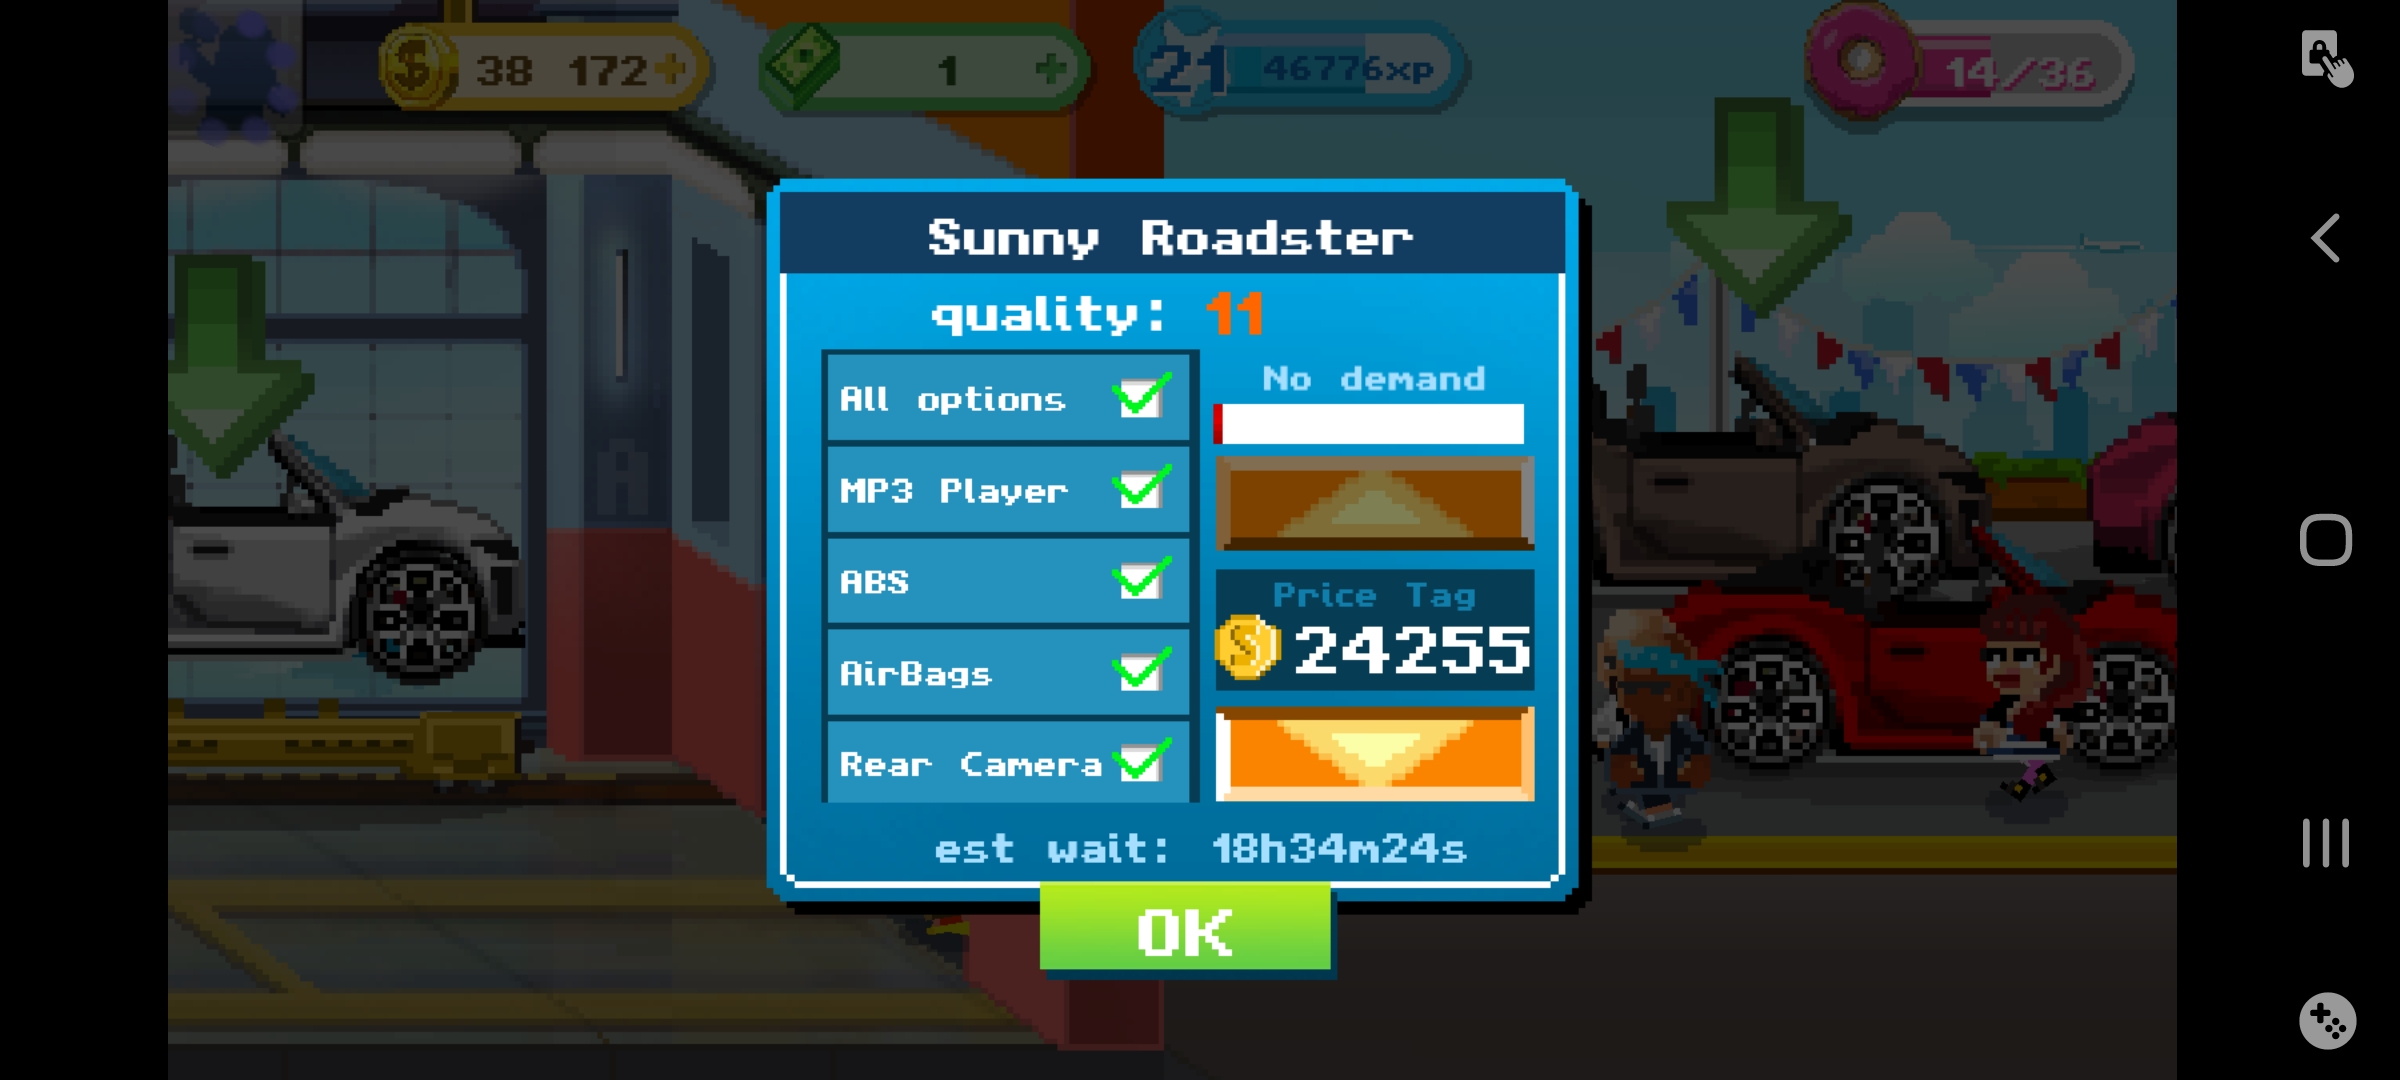 38 172
1
21 46776xp
14/36
Sunny Roadster
quality: 11
All options
MP3 Player
ABS
AirBags
Rear Camera
No demand
Price Tag
24255
est wait: 18h34m24s
OK
A